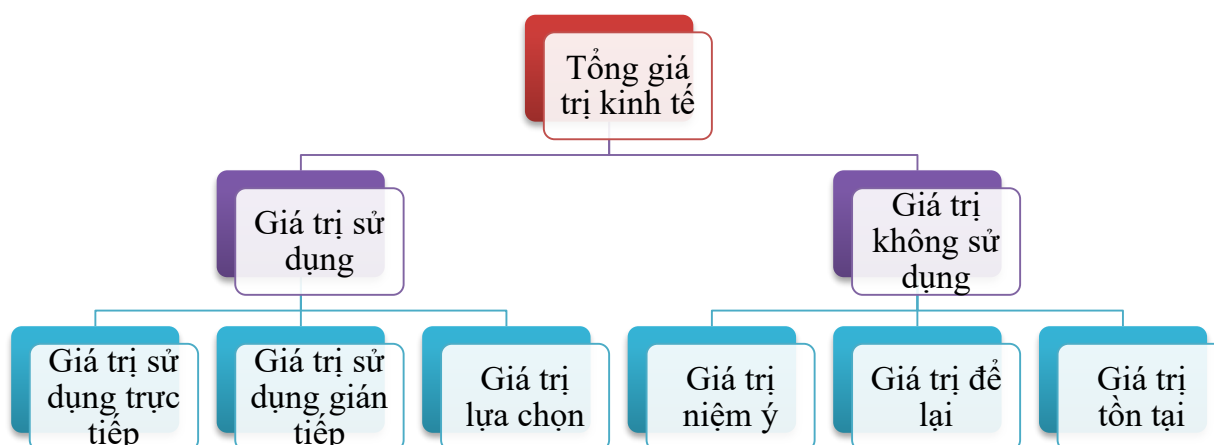 Tổng giá
trị kinh tế
Giá trị sử
dụng
Giá trị
không sử
dụng
Giá trị sử
dụng trực
tiếp
Giá trị sử
dụng gián
tiếp
Giá trị
lựa chọn
Giá trị
niệm ý
Giá trị để
lại
Giá trị
tồn tại